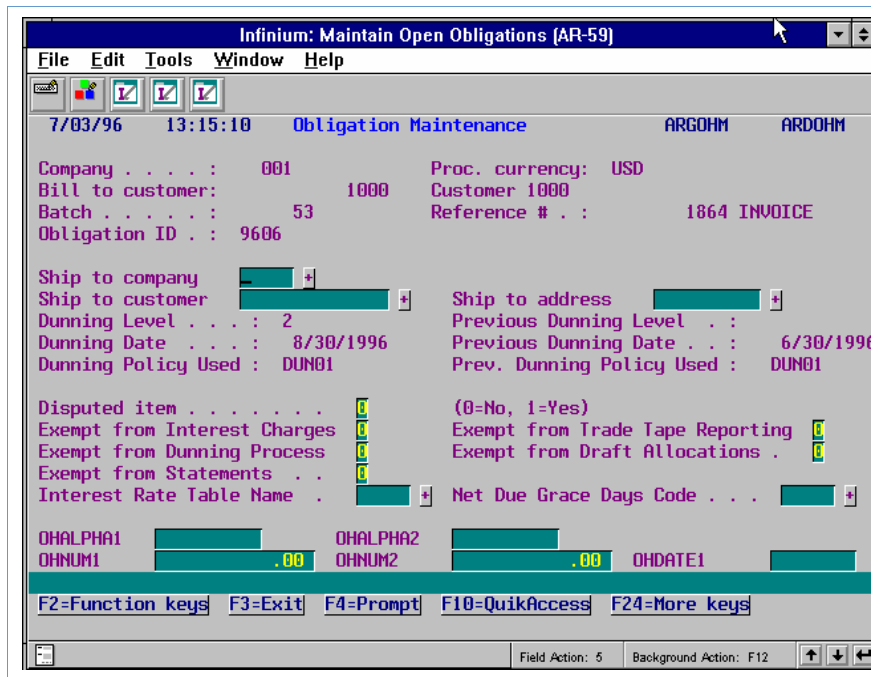 Infinium: Maintain Open Obligations (AR-59)
File Edit Tools Window Help
7/03/96 13:15:10 Obligation Maintenance ARGOHM ARDOHM
Company . . . . : 001 Proc. currency: USD
Bill to customer: 1000 Customer 1000
Batch . . . . . : 53 Reference # . : 1864 INVOICE
Obligation ID . : 9606
Ship to company +
Ship to customer + Ship to address +
Dunning Level . . . : 2 Previous Dunning Level . :
Dunning Date . . . : 8/30/1996 Previous Dunning Date . . : 6/30/1996
Dunning Policy Used : DUN01 Prev. Dunning Policy Used : DUN01
Disputed item . . . . . . . 0 (0=No, 1=Yes)
Exempt from Interest Charges 0 Exempt from Trade Tape Reporting 0
Exempt from Dunning Process 0 Exempt from Draft Allocations . 0
Exempt from Statements . . 0
Interest Rate Table Name . + Net Due Grace Days Code . . . +
OHALPHA1 OHALPHA2
OHNUM1 .00 OHNUM2 .00 OHDATE1
F2=Function keys F3=Exit F4=Prompt F10=QuikAccess F24=More keys
Field Action: 5 Background Action: F12